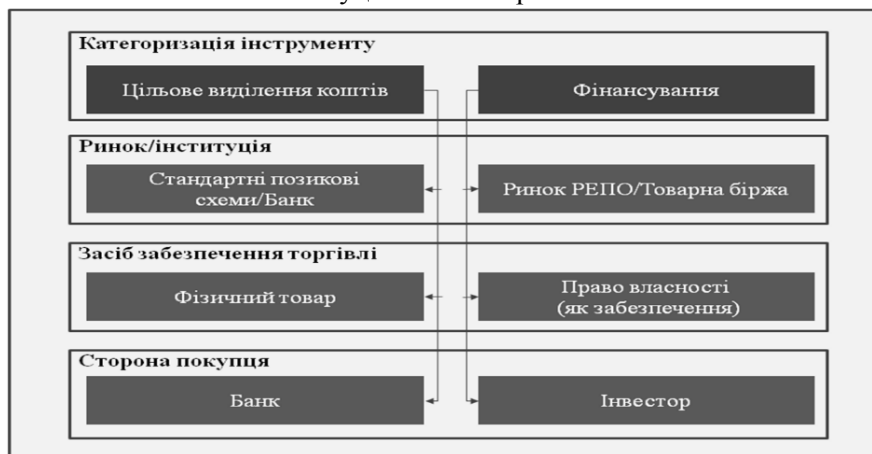 Категоризація інструменту
Цільове виділення коштів
Фінансування
Ринок/інституція
Стандартні позикові
схеми/Банк
Ринок РЕПО/Товарна біржа
Засіб забезпечення торгівлі
Фізичний товар
Право власності
(як забезпечення)
Сторона покупця
Банк
Інвестор